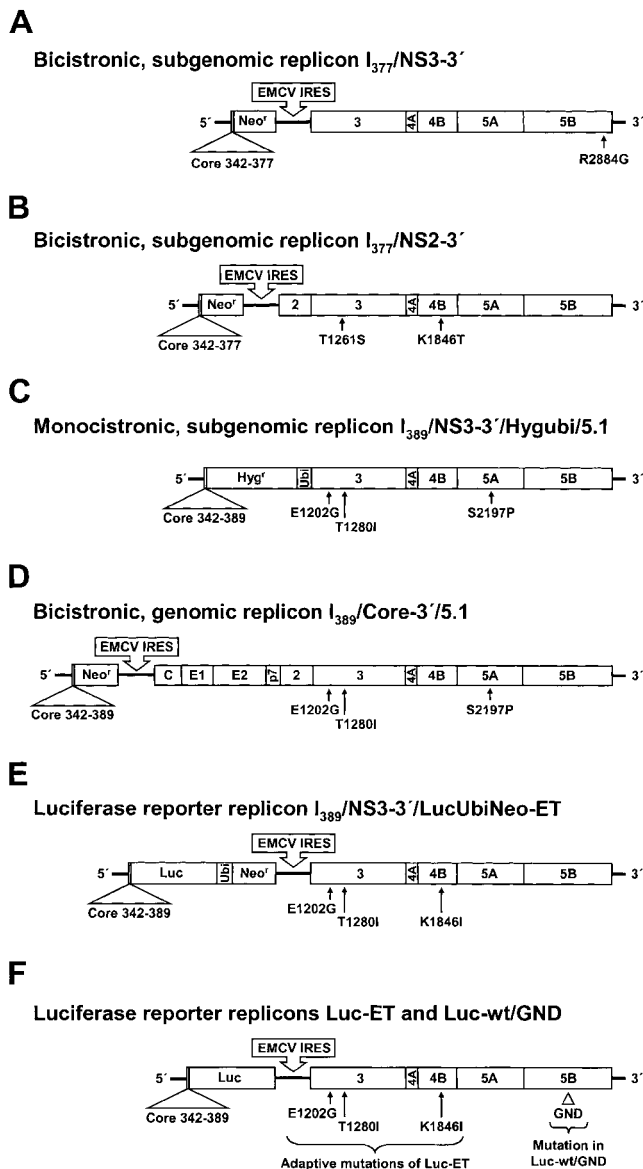 A
Bicistronic, subgenomic replicon I377/NS3-3´
EMCV IRES
5´ Neor 3 4A 4B 5A 5B 3´
Core 342-377
R2884G
B
Bicistronic, subgenomic replicon I377/NS2-3´
EMCV IRES
5´ Neor 2 3 4A 4B 5A 5B 3´
Core 342-377
T1261S K1846T
C
Monocistronic, subgenomic replicon I389/NS3-3´/Hygubi/5.1
5´ Hygr Ubi 3 4A 4B 5A 5B 3´
Core 342-389
E1202G S2197P
T1280I
D
Bicistronic, genomic replicon I389/Core-3´/5.1
EMCV IRES
5´ Neor C E1 E2 p7 2 3 4A 4B 5A 5B 3´
Core 342-389
E1202G S2197P
T1280I
E
Luciferase reporter replicon I389/NS3-3´/LucUbiNeo-ET
EMCV IRES
5´ Luc Ubi Neor 3 4A 4B 5A 5B 3´
Core 342-389
E1202G
T1280I K1846I
F
Luciferase reporter replicons Luc-ET and Luc-wt/GND
EMCV IRES
5´ Luc 3 4A 4B 5A 5B 3´
Core 342-389
E1202G GND
T1280I K1846I
Mutation in
Adaptive mutations of Luc-ET Luc-wt/GND